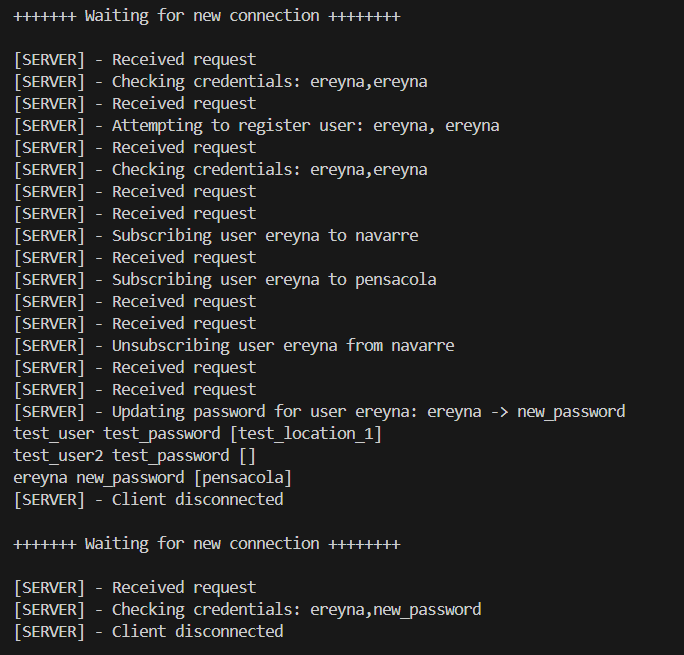 +++++++ Waiting for new connection ++++++++
[SERVER] - Received request
[SERVER] - Checking credentials: ereyna,ereyna
[SERVER] - Received request
[SERVER] - Attempting to register user: ereyna, ereyna
[SERVER] - Received request
[SERVER] - Checking credentials: ereyna,ereyna
[SERVER] - Received request
[SERVER] - Received request
[SERVER] - Subscribing user ereyna to navarre
[SERVER] - Received request
[SERVER] - Subscribing user ereyna to pensacola
[SERVER] - Received request
[SERVER] - Received request
[SERVER] - Unsubscribing user ereyna from navarre
[SERVER] - Received request
[SERVER] - Received request
[SERVER] - Updating password for user ereyna: ereyna -> new_password
test_user test_password [test_location_1]
test_user2 test_password []
ereyna new_password [pensacola]
[SERVER] - Client disconnected
+++++++ Waiting for new connection ++++++++
[SERVER] - Received request
[SERVER] - Checking credentials: ereyna,new_password
[SERVER] - Client disconnected